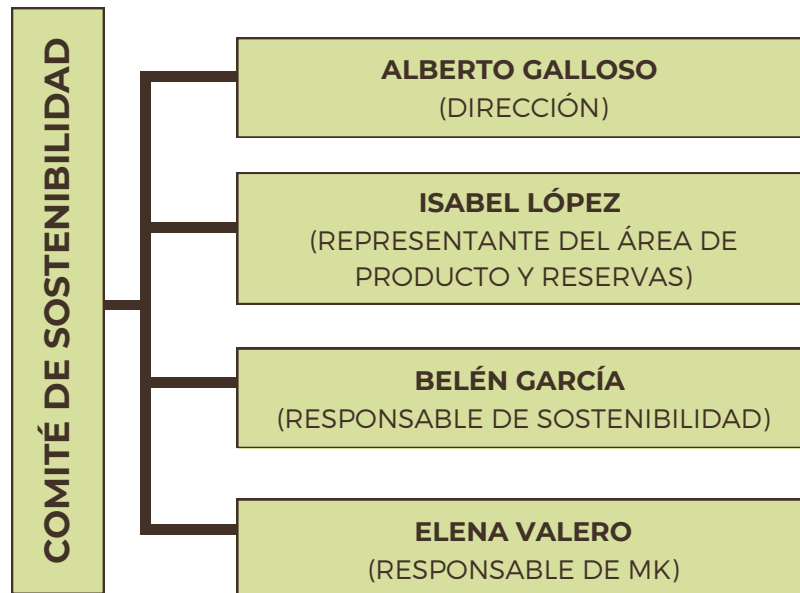 COMITÉ DE SOSTENIBILIDAD
ALBERTO GALLOSO
(DIRECCIÓN)
ISABEL LÓPEZ
(REPRESENTANTE DEL ÁREA DE
PRODUCTO Y RESERVAS)
BELÉN GARCÍA
(RESPONSABLE DE SOSTENIBILIDAD)
ELENA VALERO
(RESPONSABLE DE MK)